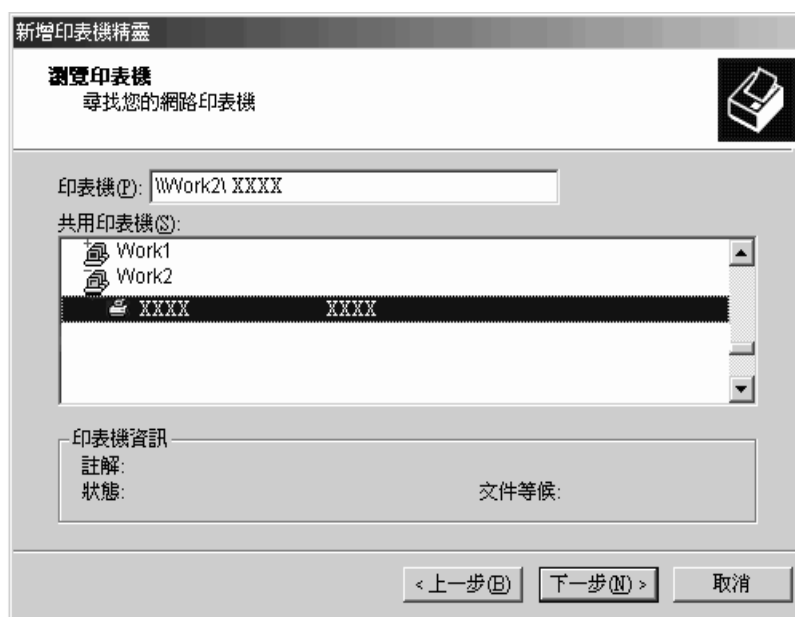 新增印表機精靈
瀏覽印表機
尋找您的網路印表機
印表機(P): \\Work2\ XXXX
共用印表機(S):
Work1
Work2
XXXX XXXX
印表機資訊
註解:
狀態: 文件等候:
<上一步(B) 下一步(N)> 取消